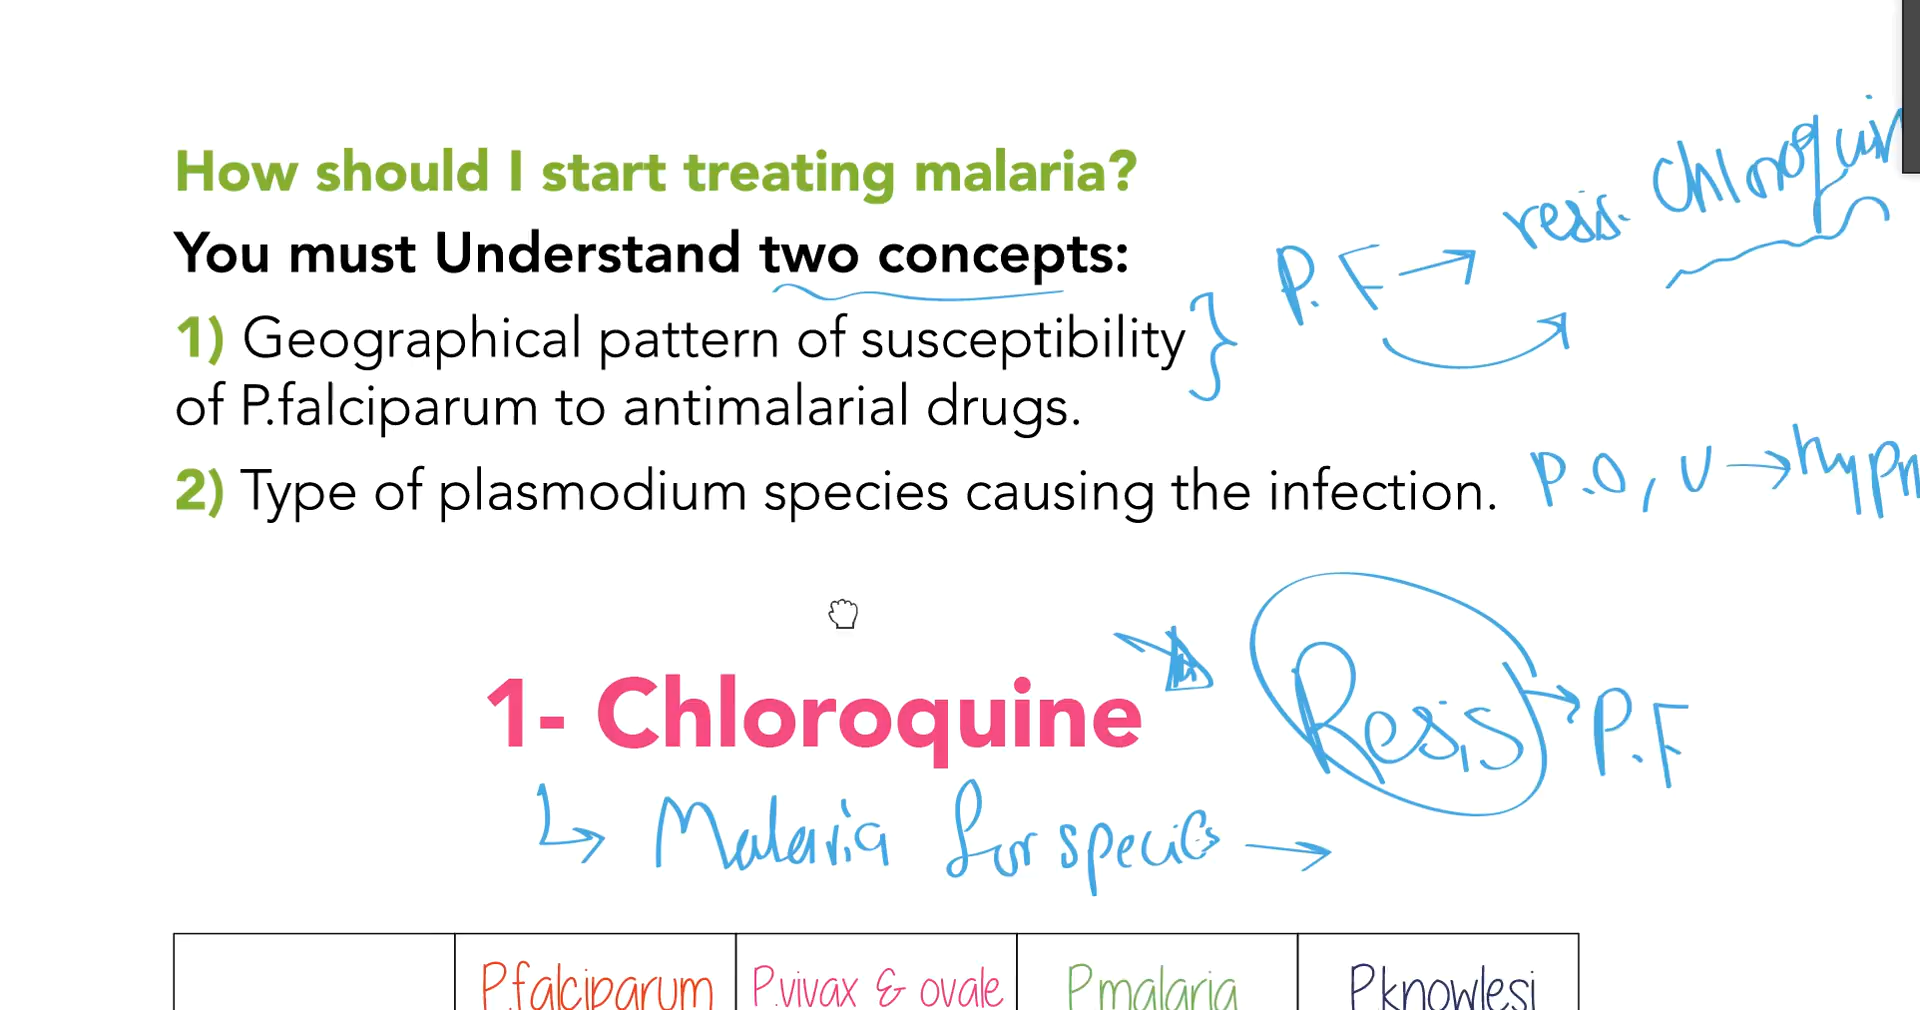 How should I start treating malaria?
You must Understand two concepts:
1) Geographical pattern of susceptibility
of P.falciparum to antimalarial drugs.
P.F → resis. Chloroquin
2) Type of plasmodium species causing the infection.
P.O, V → hypn
1- Chloroquine
Resis → P.F
↳ Malaria for species →
P.falciparum
P.vivax & ovale
P.malaria
P.knowlesi